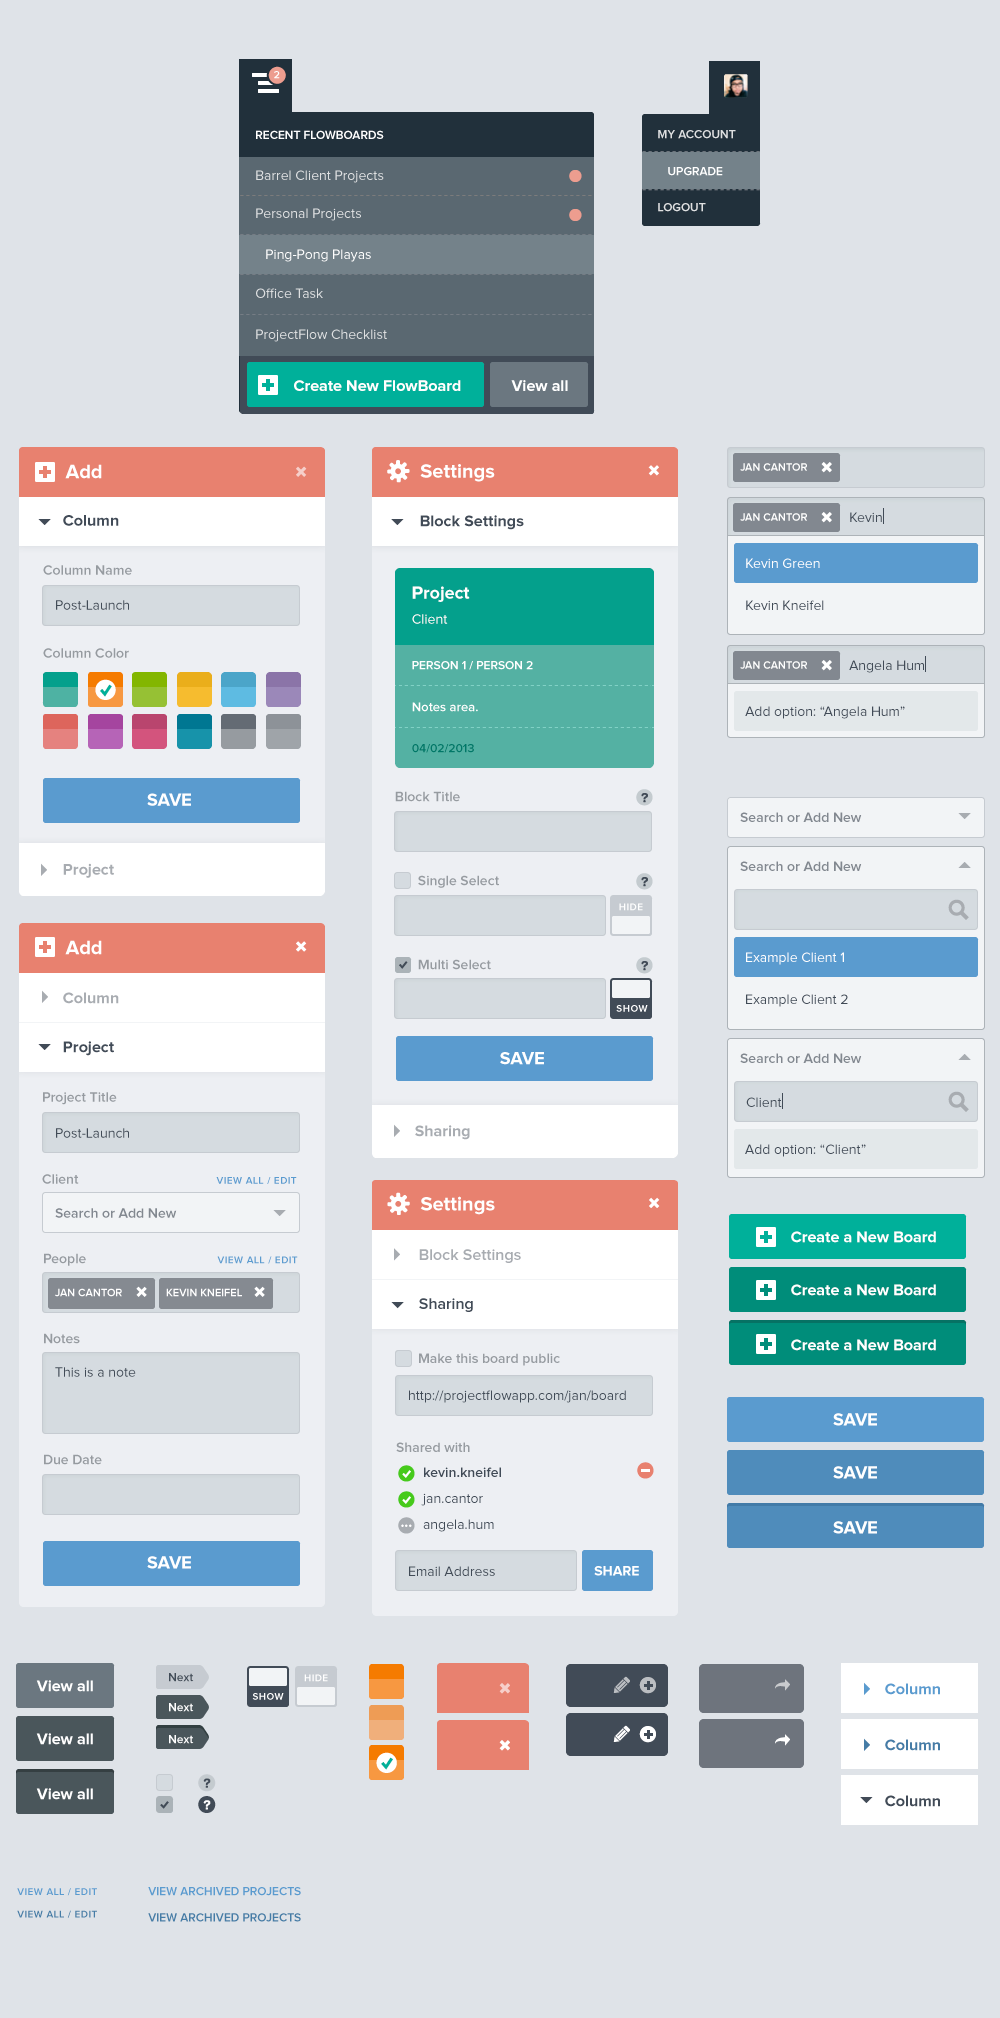 2
RECENT FLOWBOARDS
Barrel Client Projects
Personal Projects
Ping-Pong Playas
Office Task
ProjectFlow Checklist
Create New FlowBoard
View all
MY ACCOUNT
UPGRADE
LOGOUT
Add
Column
Column Name
Post-Launch
Column Color
SAVE
Project
Add
Column
Project
Project Title
Post-Launch
Client
VIEW ALL / EDIT
Search or Add New
People
VIEW ALL / EDIT
JAN CANTOR
KEVIN KNEIFEL
Notes
This is a note
Due Date
SAVE
Settings
Block Settings
Project
Client
PERSON 1 / PERSON 2
Notes area.
04/02/2013
Block Title
?
Single Select
?
HIDE
Multi Select
?
SHOW
SAVE
Sharing
Settings
Block Settings
Sharing
Make this board public
http://projectflowapp.com/jan/board
Shared with
kevin.kneifel
jan.cantor
angela.hum
Email Address
SHARE
JAN CANTOR
JAN CANTOR
Kevin
Kevin Green
Kevin Kneifel
JAN CANTOR
Angela Hum
Add option: “Angela Hum”
Search or Add New
Search or Add New
Example Client 1
Example Client 2
Search or Add New
Client
Add option: “Client”
Create a New Board
Create a New Board
Create a New Board
SAVE
SAVE
SAVE
View all
View all
View all
Next
Next
Next
?
?
SHOW
HIDE
Column
Column
Column
VIEW ALL / EDIT
VIEW ALL / EDIT
VIEW ARCHIVED PROJECTS
VIEW ARCHIVED PROJECTS